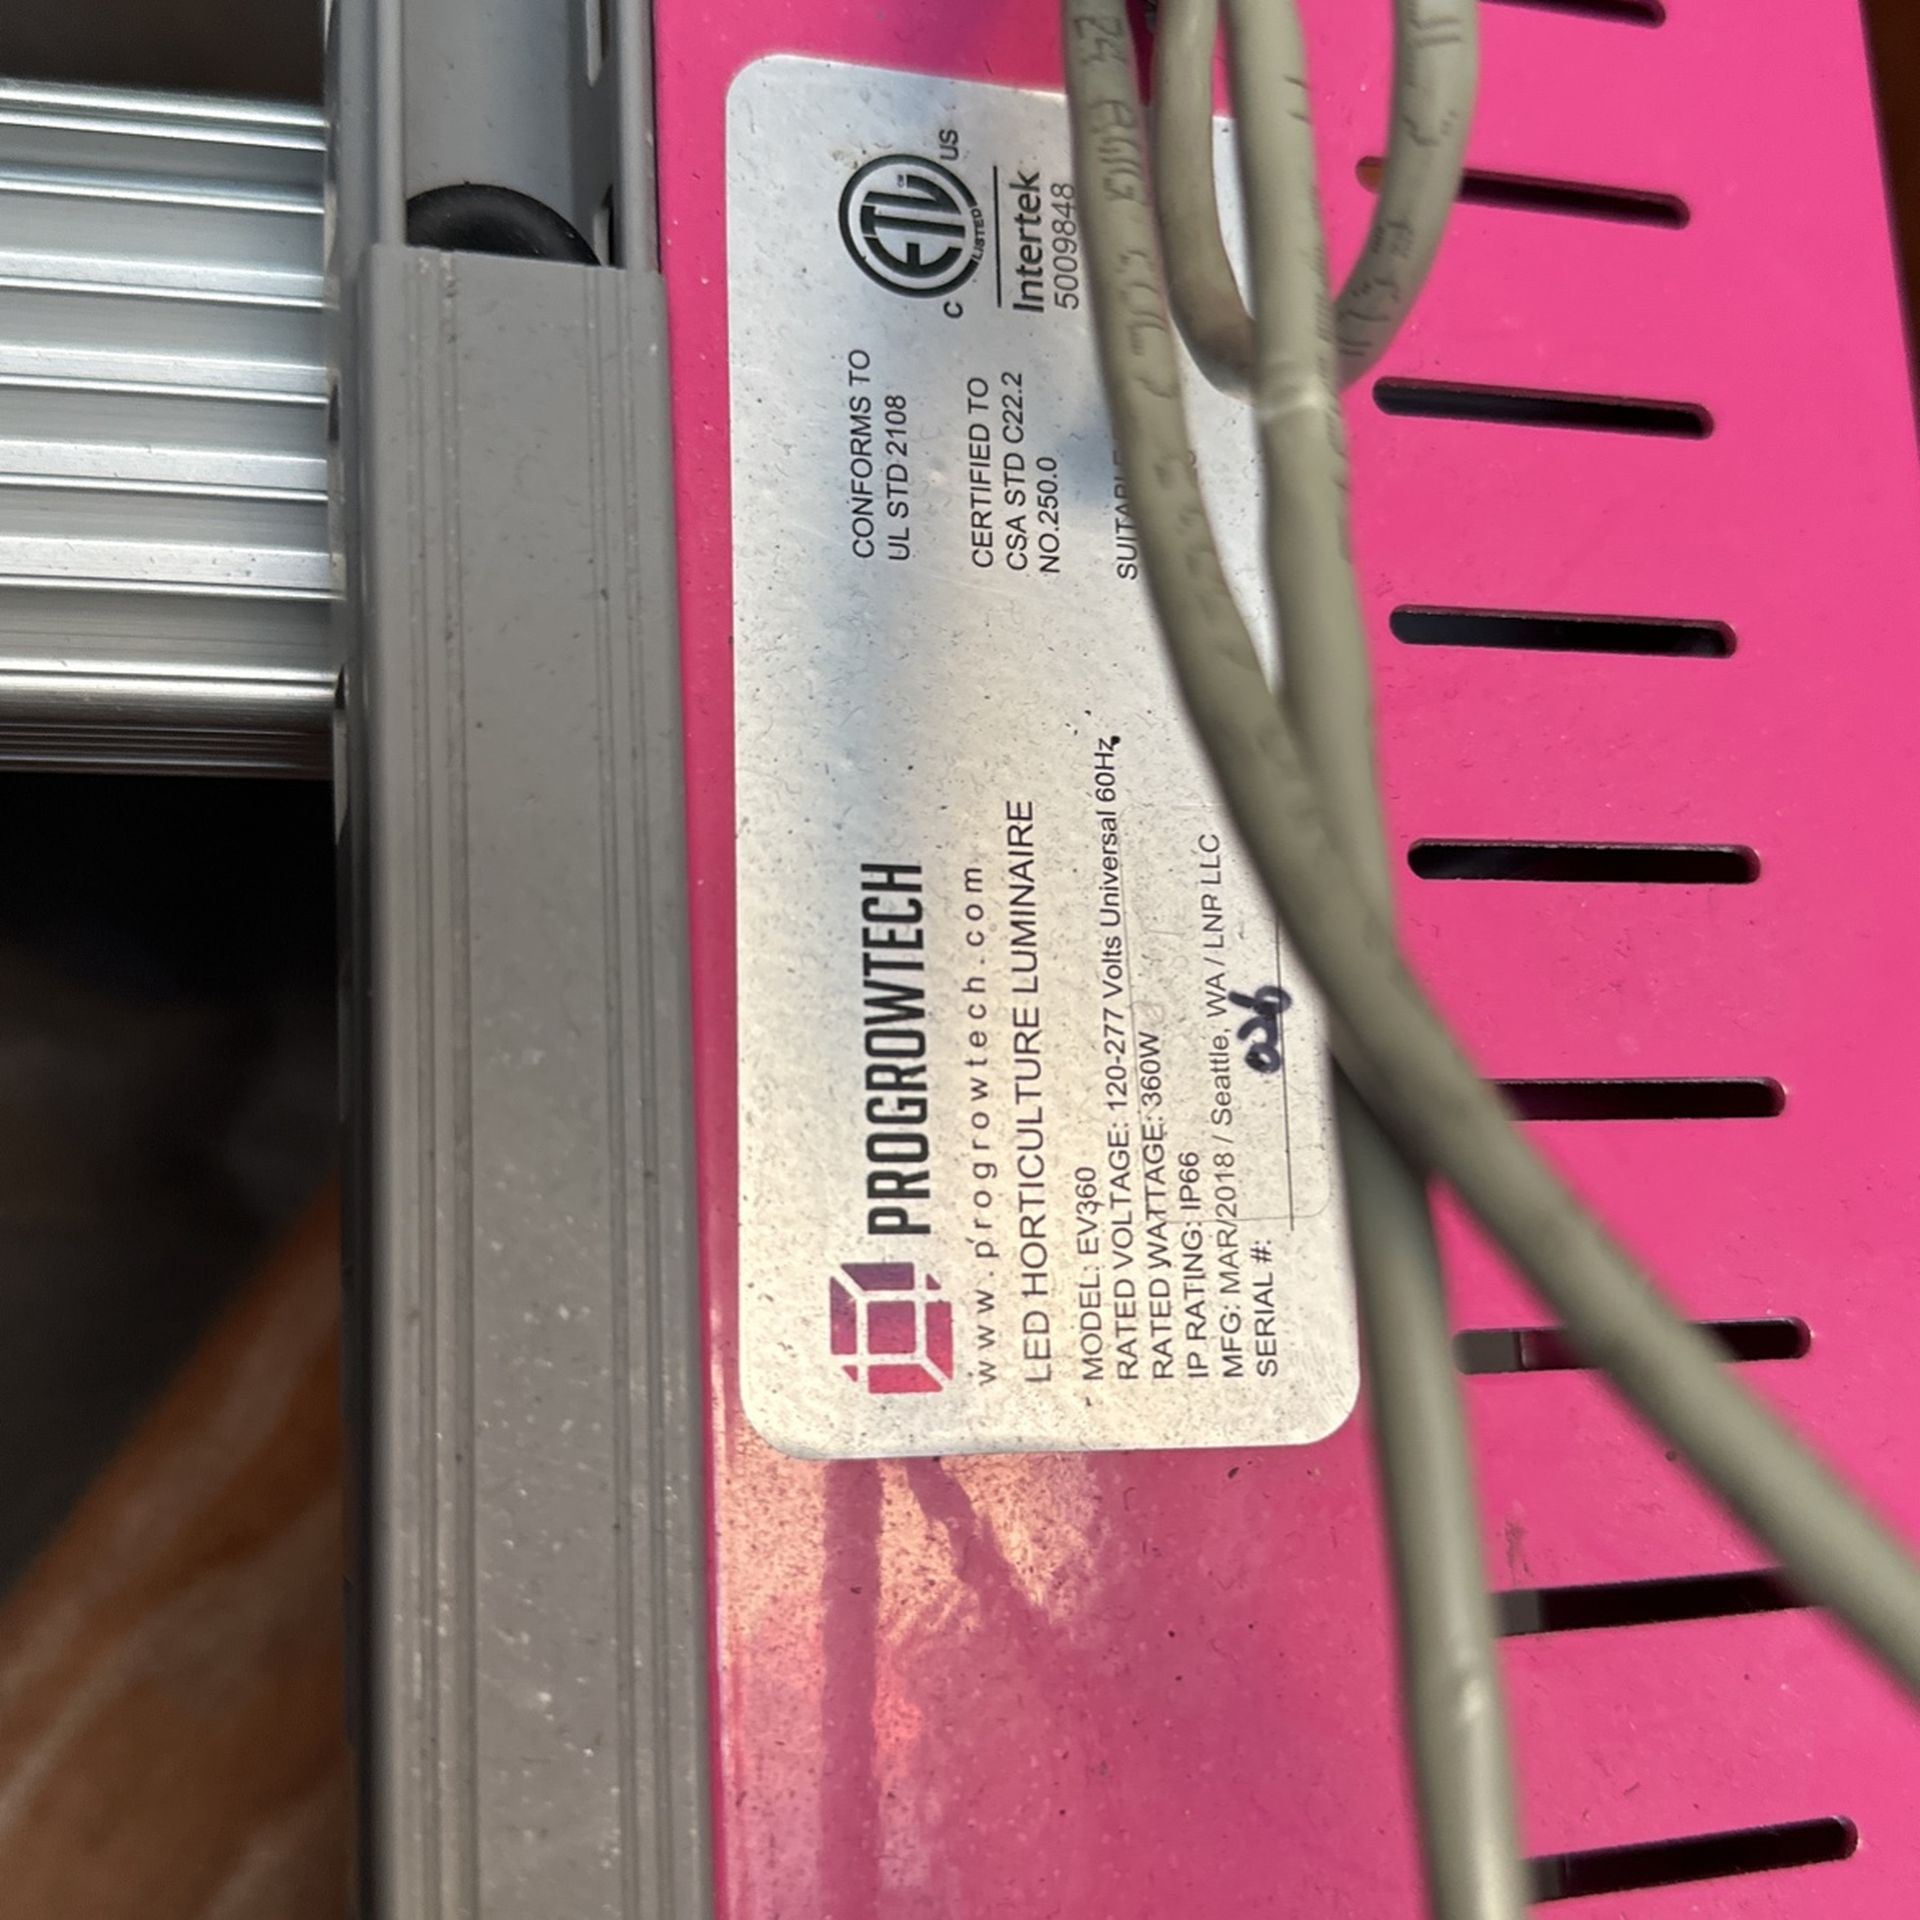 PROGROWTECH
www.progrowtech.com
LED HORTICULTURE LUMINAIRE
MODEL: EV360
RATED VOLTAGE: 120-277 Volts Universal 60Hz
RATED WATTAGE: 360W
IP RATING: IP66
MFG: MAR/2018 / Seattle, WA / LNR LLC
SERIAL #: 026
CONFORMS TO
UL STD 2108
CERTIFIED TO
CSA STD C22.2
NO.250.0
ETL
LISTED
C US
Intertek
5009848